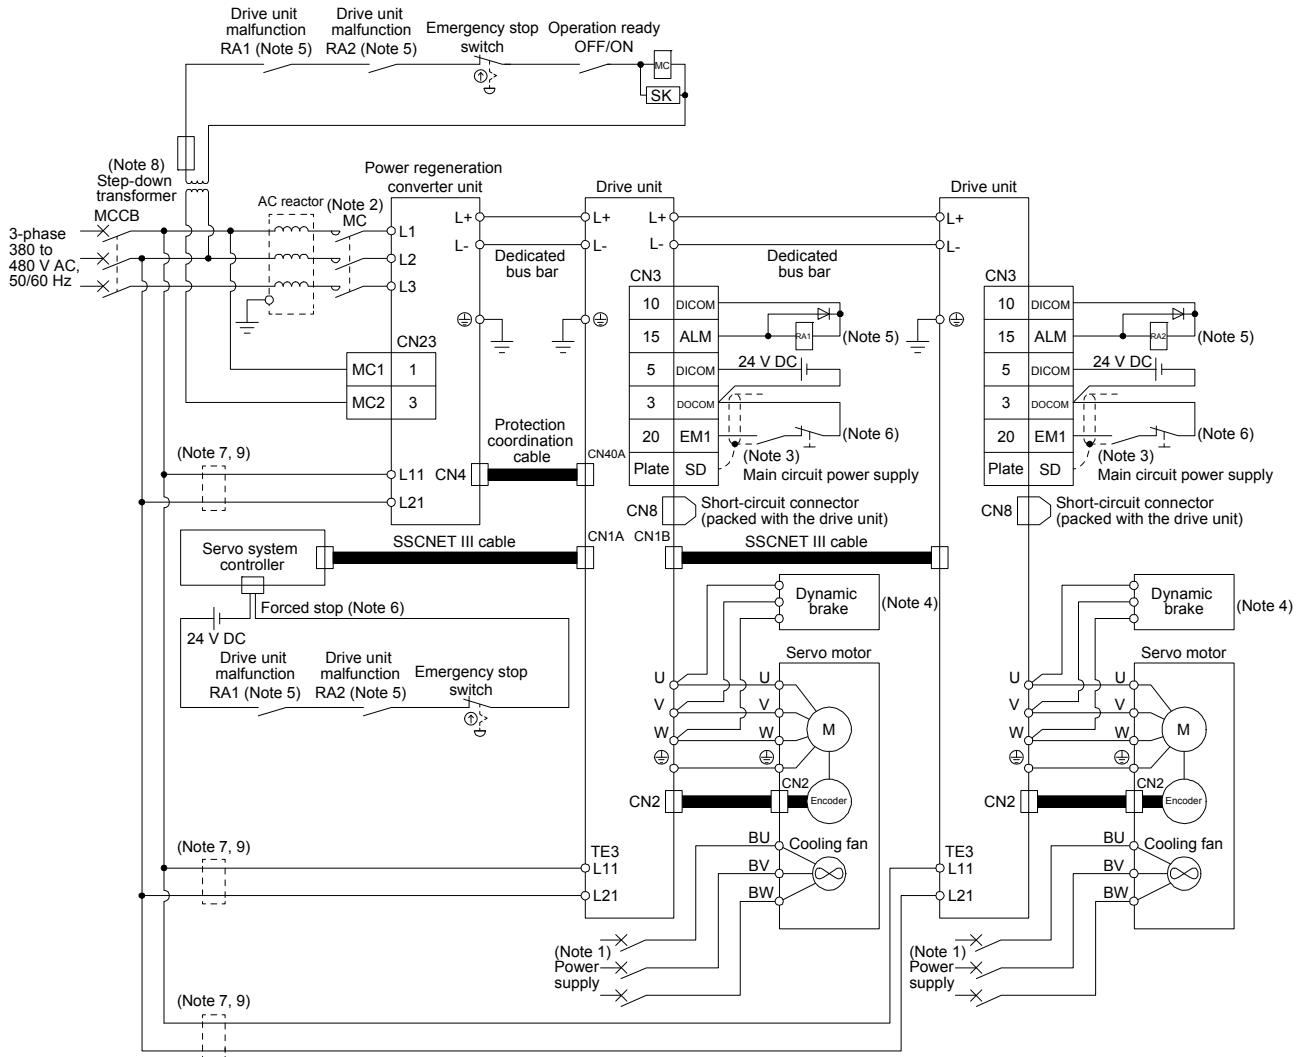 Drive unit
malfunction
RA1 (Note 5)
Drive unit
malfunction
RA2 (Note 5)
Emergency stop
switch
Operation ready
OFF/ON
MC
SK
(Note 8)
Step-down
transformer
MCCB
AC reactor
(Note 2)
MC
3-phase
380 to
480 V AC,
50/60 Hz
Power regeneration
converter unit
L1
L2
L3
L+
L-
CN23
MC1
1
MC2
3
L11
L21
CN4
(Note 7, 9)
Dedicated
bus bar
Protection
coordination
cable
Drive unit
L+
L-
L+
L-
CN40A
CN3
10
DICOM
15
ALM
5
DICOM
3
DOCOM
20
EM1
Plate
SD
RA1
(Note 5)
24 V DC
(Note 6)
(Note 3)
Main circuit power supply
Dedicated
bus bar
CN8
Short-circuit connector
(packed with the drive unit)
Drive unit
L+
L-
CN3
10
DICOM
15
ALM
5
DICOM
3
DOCOM
20
EM1
Plate
SD
RA2
(Note 5)
24 V DC
(Note 6)
(Note 3)
Main circuit power supply
CN8
Short-circuit connector
(packed with the drive unit)
Servo system
controller
SSCNET III cable
CN1A
CN1B
SSCNET III cable
Forced stop (Note 6)
24 V DC
Drive unit
malfunction
RA1 (Note 5)
Drive unit
malfunction
RA2 (Note 5)
Emergency stop
switch
Dynamic
brake
(Note 4)
Servo motor
U
V
W
U
V
W
M
CN2
CN2
Encoder
BU
BV
BW
Cooling fan
Dynamic
brake
(Note 4)
Servo motor
U
V
W
U
V
W
M
CN2
CN2
Encoder
BU
BV
BW
Cooling fan
(Note 7, 9)
TE3
L11
L21
TE3
L11
L21
(Note 1)
Power
supply
(Note 1)
Power
supply
(Note 7, 9)